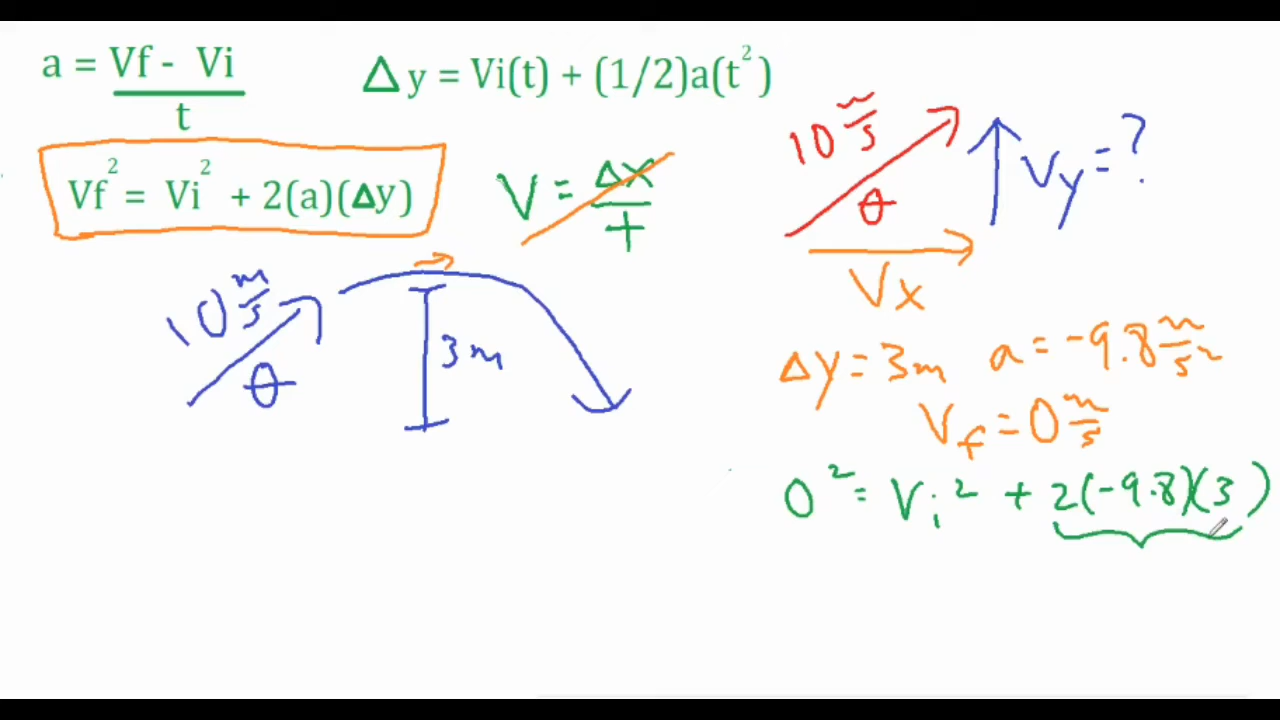 a = Vf - Vi
t
Δy = Vi(t) + (1/2)a(t²)
Vf² = Vi² + 2(a)(Δy)
V = Δx
t
10 m/s
θ
Vy = ?
Vx
10 m/s
θ
3m
Δy = 3m a = -9.8 m/s²
Vf = 0 m/s
0² = Vi² + 2(-9.8)(3)